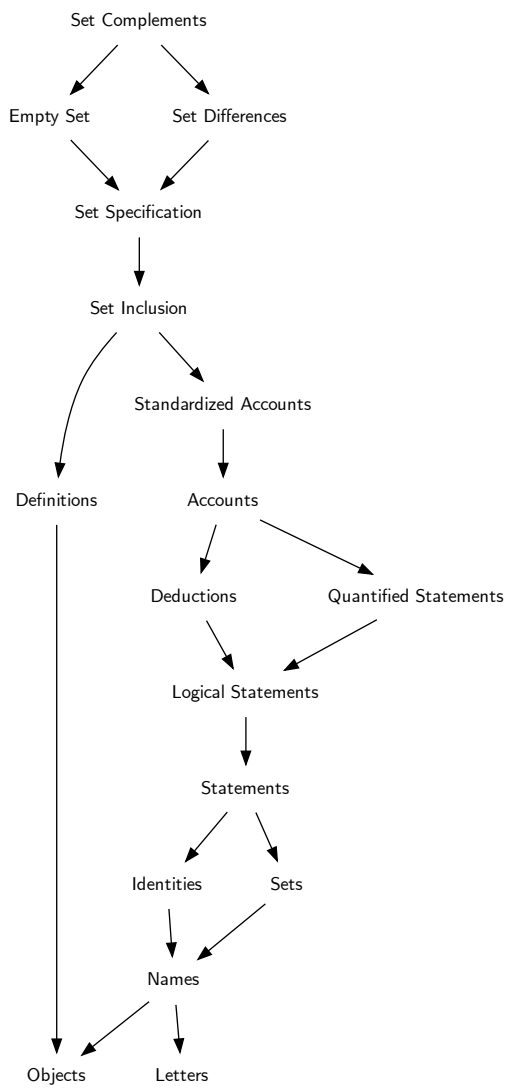 Set Complements
Empty Set
Set Differences
Set Specification
Set Inclusion
Standardized Accounts
Definitions
Accounts
Deductions
Quantified Statements
Logical Statements
Statements
Identities
Sets
Names
Objects
Letters